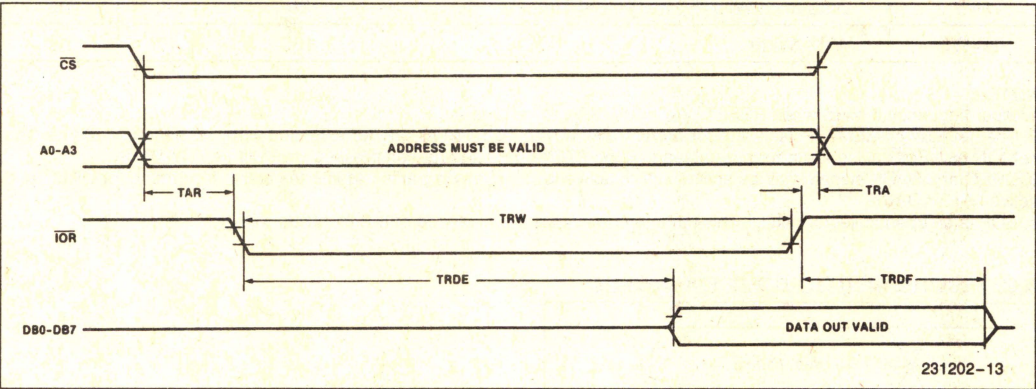 CS
A0-A3
ADDRESS MUST BE VALID
TAR
TRA
IOR
TRW
TRDE
TRDF
DB0-DB7
DATA OUT VALID
231202-13